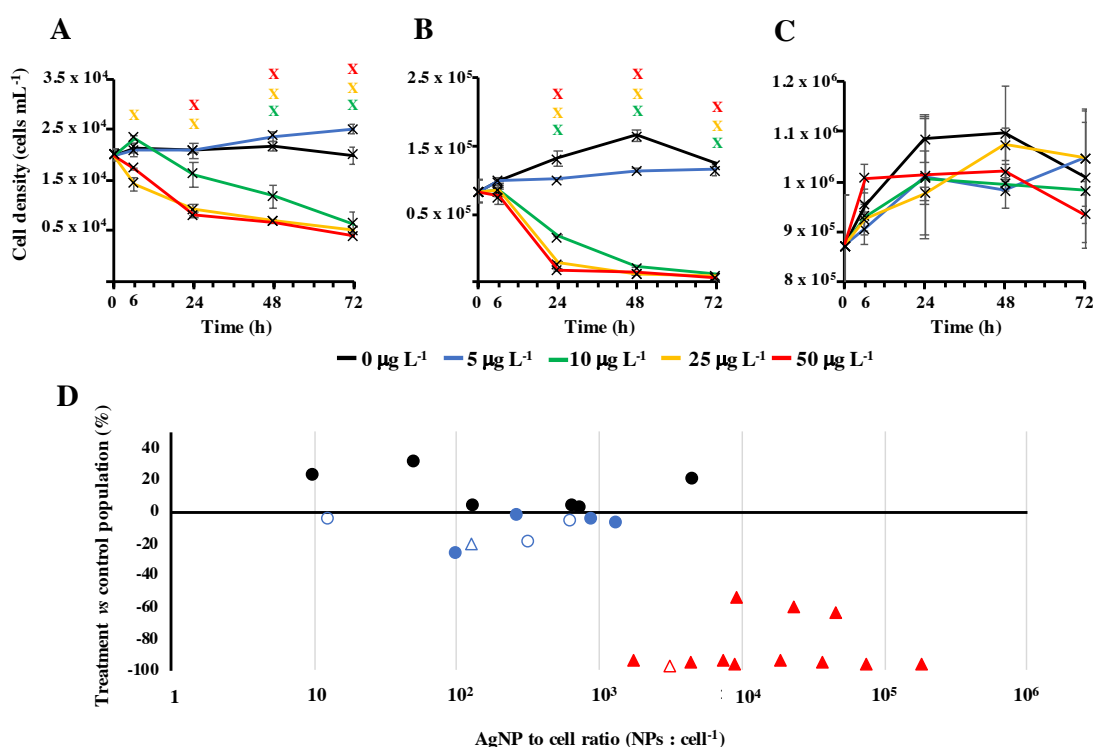 A
B
C
Cell density (cells mL⁻¹)
3.5 x 10⁴
2.5 x 10⁴
1.5 x 10⁴
0.5 x 10⁴
X
X X
X X X
X X X
0 6 24 48 72
Time (h)
2.5 x 10⁵
1.5 x 10⁵
0.5 x 10⁵
X X X
X X X
X X X
0 6 24 48 72
Time (h)
1.2 x 10⁶
1.1 x 10⁶
1 x 10⁶
9 x 10⁵
8 x 10⁵
0 6 24 48 72
Time (h)
0 µg L⁻¹ 5 µg L⁻¹ 10 µg L⁻¹ 25 µg L⁻¹ 50 µg L⁻¹
D
Treatment vs control population (%)
40
20
0
-20
-40
-60
-80
-100
1 10 10² 10³ 10⁴ 10⁵ 10⁶
AgNP to cell ratio (NPs : cell⁻¹)